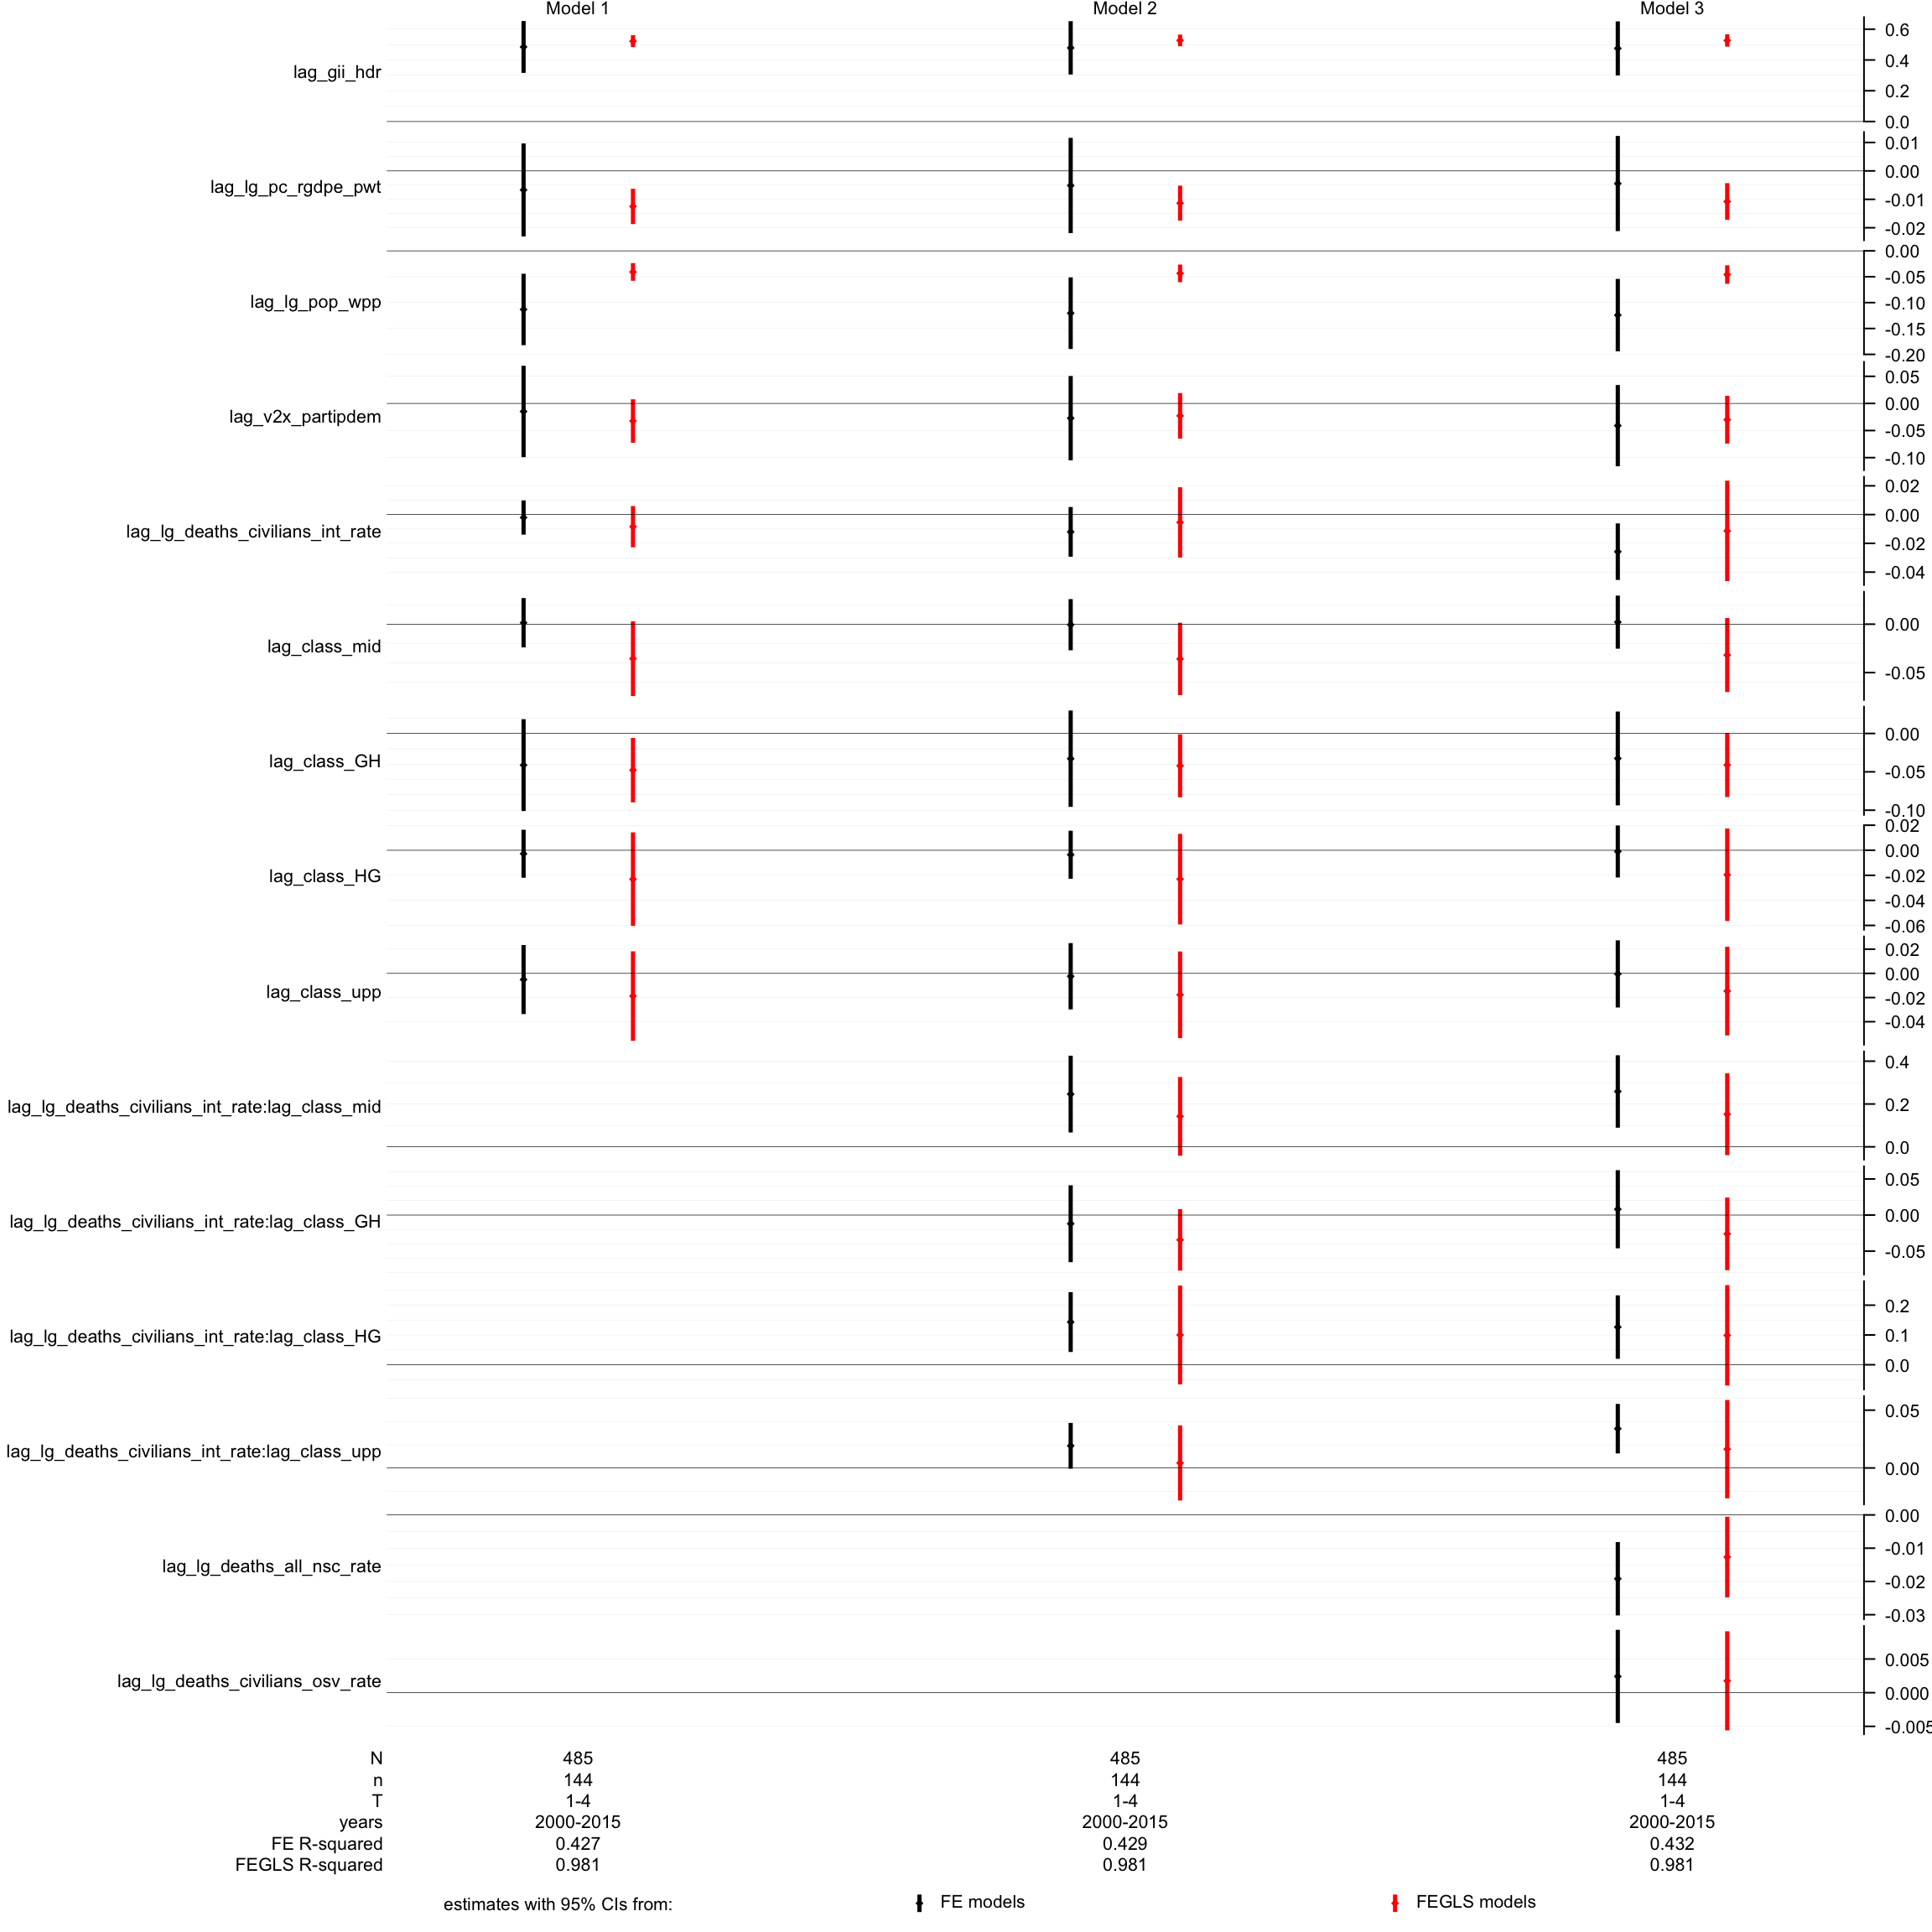 Model 1 Model 2 Model 3
lag_gii_hdr
0.6
0.4
0.2
0.0
lag_lg_pc_rgdpe_pwt
0.01
0.00
-0.01
-0.02
lag_lg_pop_wpp
0.00
-0.05
-0.10
-0.15
-0.20
lag_v2x_partipdem
0.05
0.00
-0.05
-0.10
lag_lg_deaths_civilians_int_rate
0.02
0.00
-0.02
-0.04
lag_class_mid
0.00
-0.05
lag_class_GH
0.00
-0.05
-0.10
lag_class_HG
0.02
0.00
-0.02
-0.04
-0.06
lag_class_upp
0.02
0.00
-0.02
-0.04
lag_lg_deaths_civilians_int_rate:lag_class_mid
0.4
0.2
0.0
lag_lg_deaths_civilians_int_rate:lag_class_GH
0.05
0.00
-0.05
lag_lg_deaths_civilians_int_rate:lag_class_HG
0.2
0.1
0.0
lag_lg_deaths_civilians_int_rate:lag_class_upp
0.05
0.00
lag_lg_deaths_all_nsc_rate
0.00
-0.01
-0.02
-0.03
lag_lg_deaths_civilians_osv_rate
0.005
0.000
-0.005
N 485 485 485
n 144 144 144
T 1-4 1-4 1-4
years 2000-2015 2000-2015 2000-2015
FE R-squared 0.427 0.429 0.432
FEGLS R-squared 0.981 0.981 0.981
estimates with 95% CIs from: FE models FEGLS models